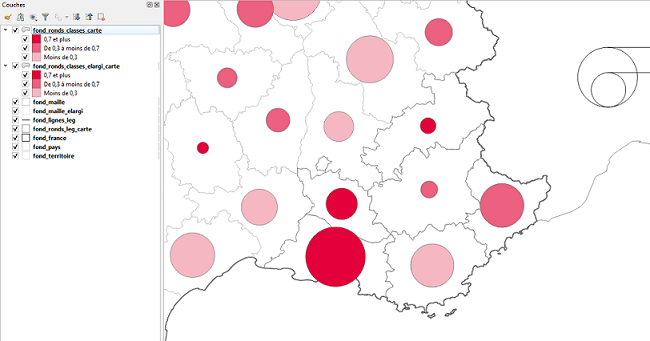 Couches
fond_ronds_classes_carte
0,7 et plus
De 0,3 à moins de 0,7
Moins de 0,3
fond_ronds_classes_elargi_carte
0,7 et plus
De 0,3 à moins de 0,7
Moins de 0,3
fond_maille
fond_maille_elargi
fond_lignes_leg
fond_ronds_leg_carte
fond_france
fond_pays
fond_territoire